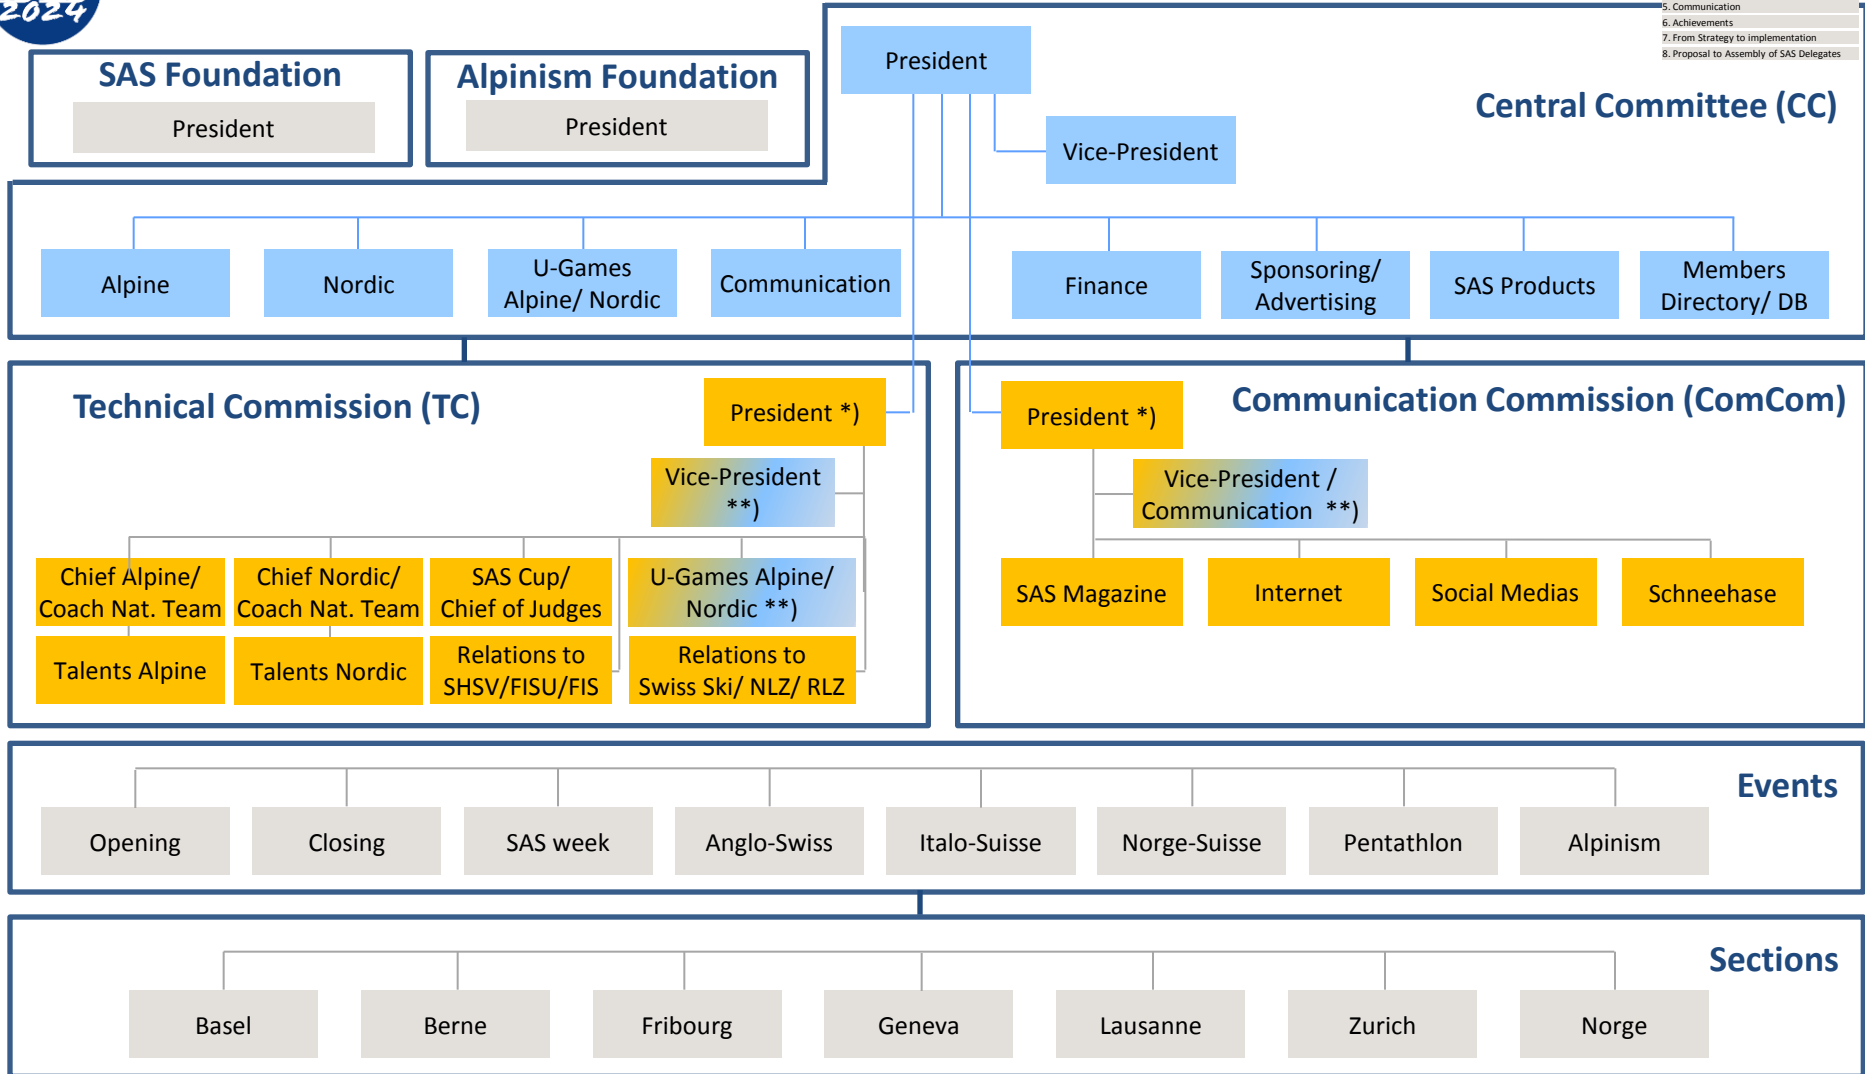 2024
5. Communication
6. Achievements
7. From Strategy to implementation
8. Proposal to Assembly of SAS Delegates
SAS Foundation
President
Alpinism Foundation
President
President
Central Committee (CC)
Vice-President
Alpine
Nordic
U-Games
Alpine/ Nordic
Communication
Finance
Sponsoring/
Advertising
SAS Products
Members
Directory/ DB
Technical Commission (TC)
President *)
Vice-President
**)
Chief Alpine/
Coach Nat. Team
Chief Nordic/
Coach Nat. Team
SAS Cup/
Chief of Judges
U-Games Alpine/
Nordic **)
Talents Alpine
Talents Nordic
Relations to
SHSV/FISU/FIS
Relations to
Swiss Ski/ NLZ/ RLZ
Communication Commission (ComCom)
President *)
Vice-President /
Communication **)
SAS Magazine
Internet
Social Medias
Schneehase
Events
Opening
Closing
SAS week
Anglo-Swiss
Italo-Suisse
Norge-Suisse
Pentathlon
Alpinism
Sections
Basel
Berne
Fribourg
Geneva
Lausanne
Zurich
Norge